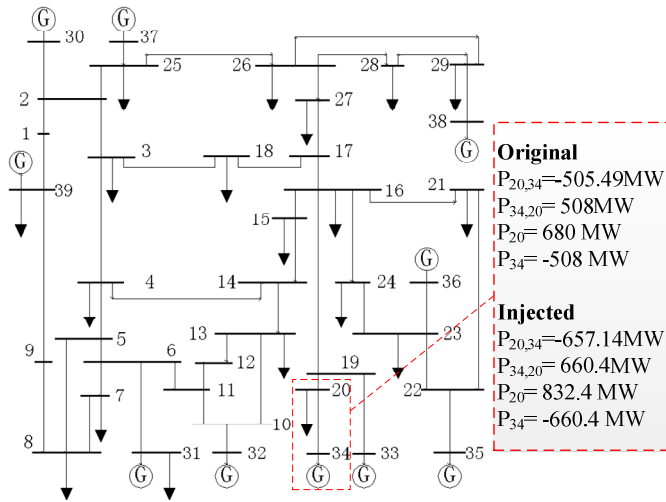 G G
30 37
25 26 28 29
2 27 38
1 G
3 18 17
G
39 16 21
15
G
4 14 24 36
13
5 6 12 19 23
9 11 20 22
7 10
8 31 32 34 33 35
G G G G G
Original
P20,34=-505.49MW
P34,20= 508MW
P20= 680 MW
P34= -508 MW
Injected
P20,34=-657.14MW
P34,20= 660.4MW
P20= 832.4 MW
P34= -660.4 MW